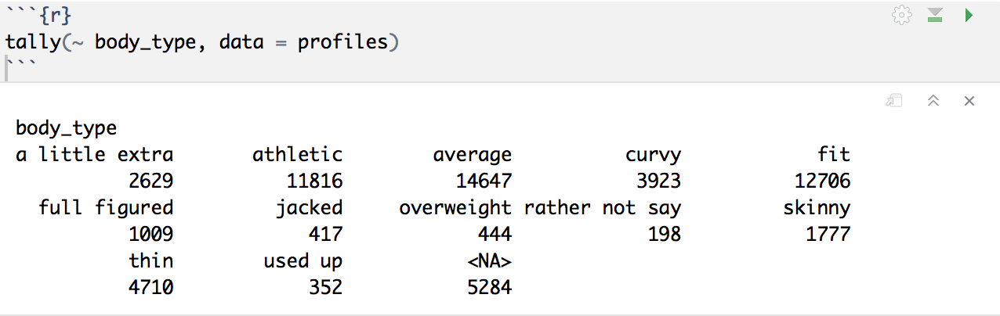 ```{r}
tally(~ body_type, data = profiles)
```
body_type
a little extra athletic average curvy fit
2629 11816 14647 3923 12706
full figured jacked overweight rather not say skinny
1009 417 444 198 1777
thin used up <NA>
4710 352 5284